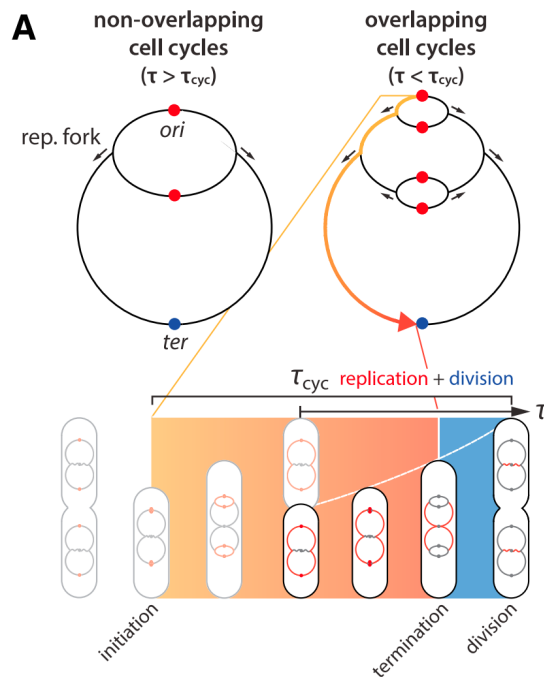 A
non-overlapping
cell cycles
(τ > τcyc)
overlapping
cell cycles
(τ < τcyc)
rep. fork
ori
ter
τcyc replication + division
τ
initiation
termination
division